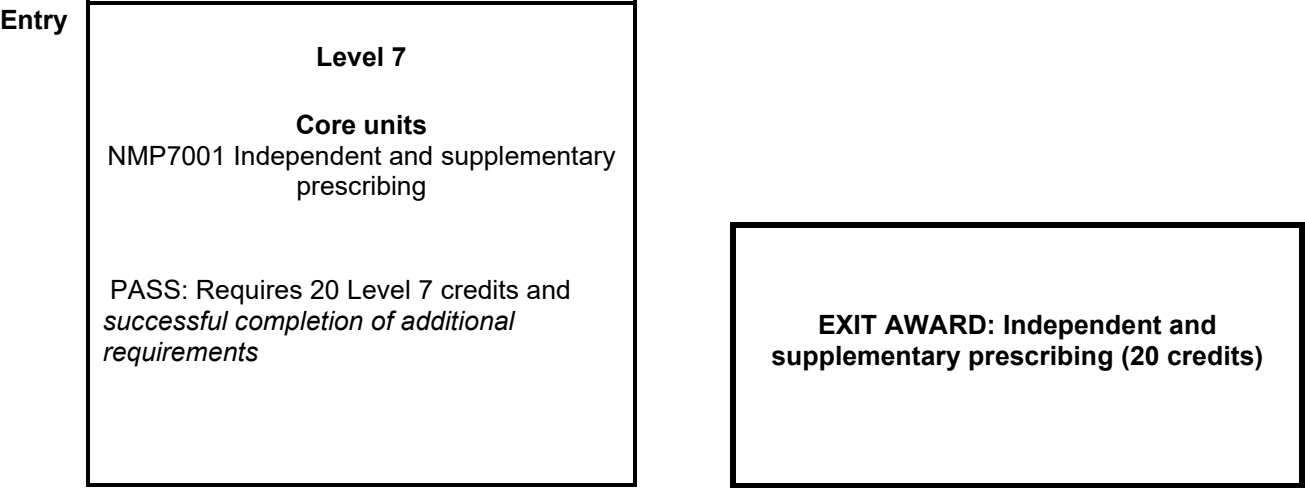 Entry
Level 7
Core units
NMP7001 Independent and supplementary
prescribing
PASS: Requires 20 Level 7 credits and
successful completion of additional
requirements
EXIT AWARD: Independent and
supplementary prescribing (20 credits)